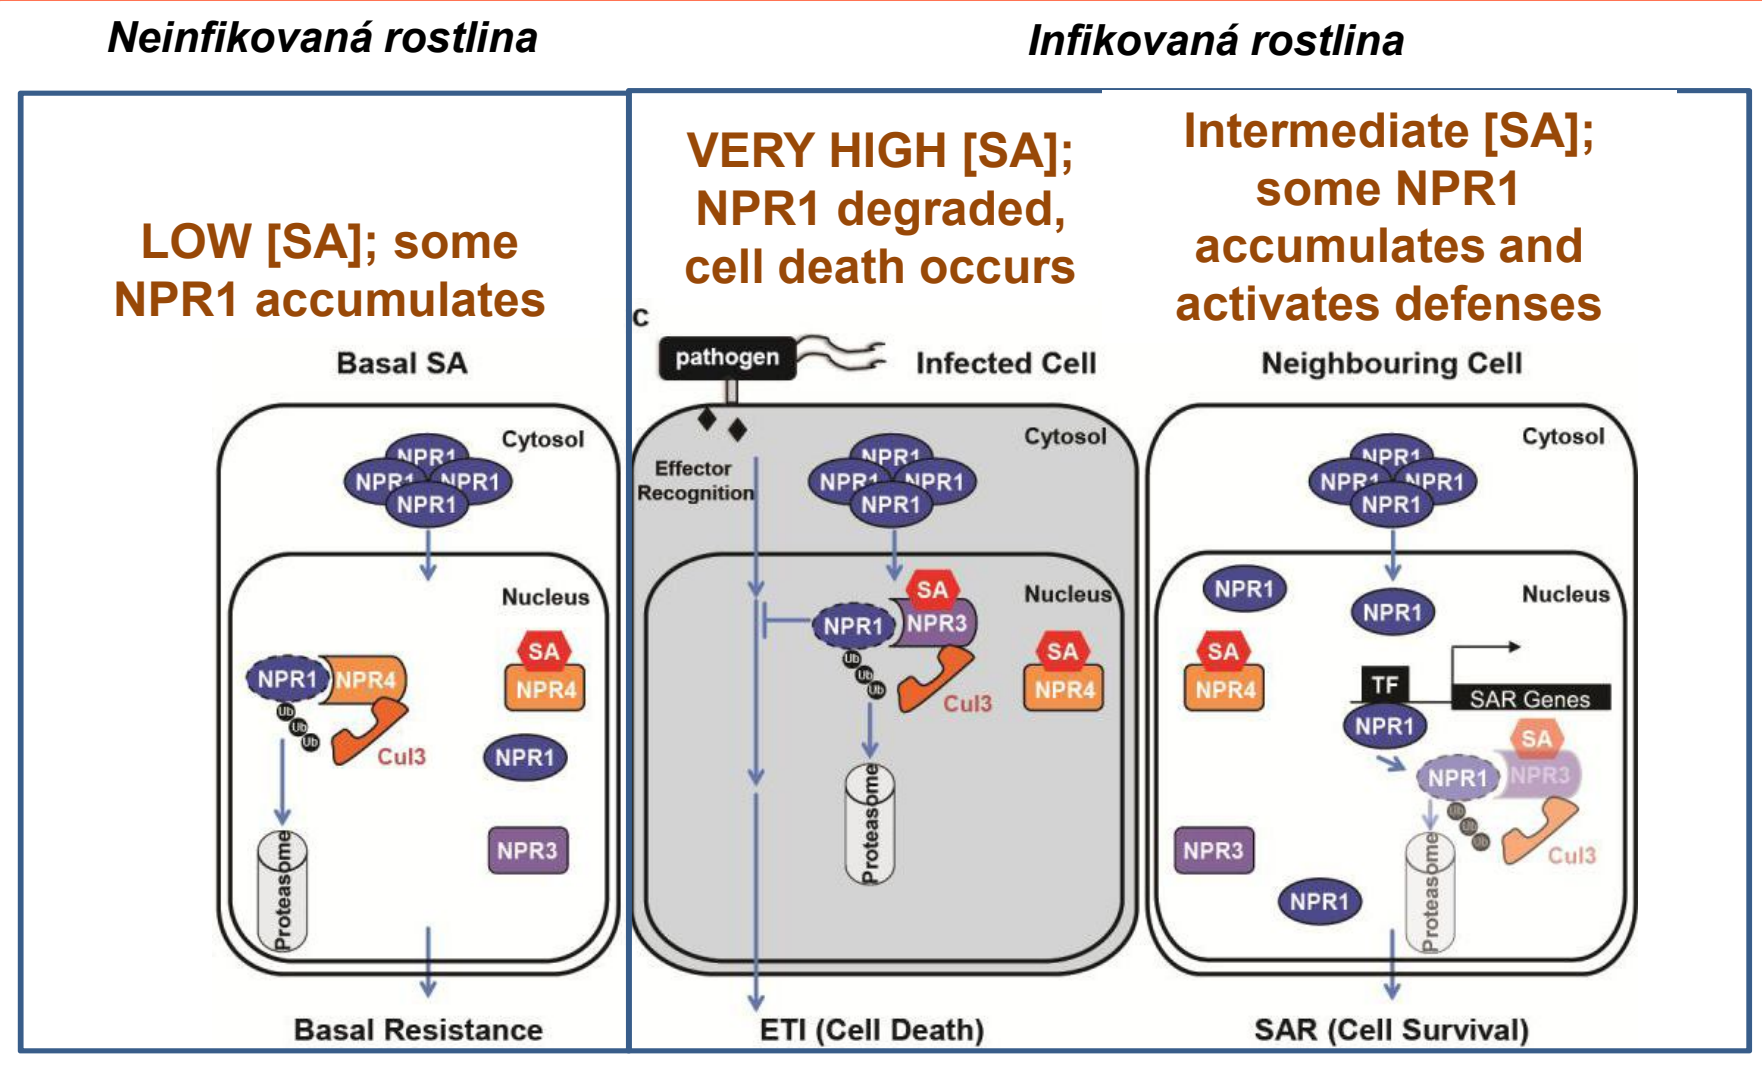 Neinfikovaná rostlina
Infikovaná rostlina
LOW [SA]; some
NPR1 accumulates
Basal SA
Cytosol
NPR1
NPR1 NPR1
NPR1
Nucleus
SA
NPR4
NPR1 NPR4
Ub
Ub
Ub
Cul3
NPR1
NPR3
Proteasome
Basal Resistance
VERY HIGH [SA];
NPR1 degraded,
cell death occurs
C
pathogen
Infected Cell
Cytosol
Effector
Recognition
NPR1
NPR1 NPR1
NPR1
Nucleus
SA
NPR1 NPR3
Ub
Ub
Ub
Cul3
SA
NPR4
Proteasome
ETI (Cell Death)
Intermediate [SA];
some NPR1
accumulates and
activates defenses
Neighbouring Cell
Cytosol
NPR1
NPR1 NPR1
NPR1
Nucleus
NPR1
NPR1
SA
NPR4
TF
SAR Genes
NPR1
SA
NPR1 NPR3
Ub
Ub
Ub
Cul3
NPR3
NPR1
Proteasome
SAR (Cell Survival)